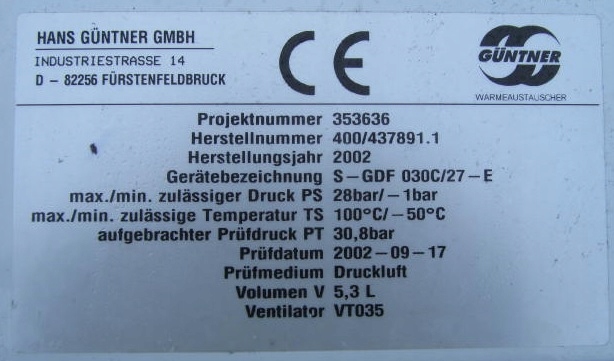 HANS GÜNTNER GMBH
INDUSTRIESTRASSE 14
D - 82256 FÜRSTENFELDBRUCK
CE
GÜNTNER
WÄRMEAUSTAUSCHER
Projektnummer 353636
Herstellnummer 400/437891.1
Herstellungsjahr 2002
Gerätebezeichnung S-GDF 030C/27-E
max./min. zulässiger Druck PS 28bar/-1bar
max./min. zulässige Temperatur TS 100°C/-50°C
aufgebrachter Prüfdruck PT 30,8bar
Prüfdatum 2002-09-17
Prüfmedium Druckluft
Volumen V 5,3 L
Ventilator VT035